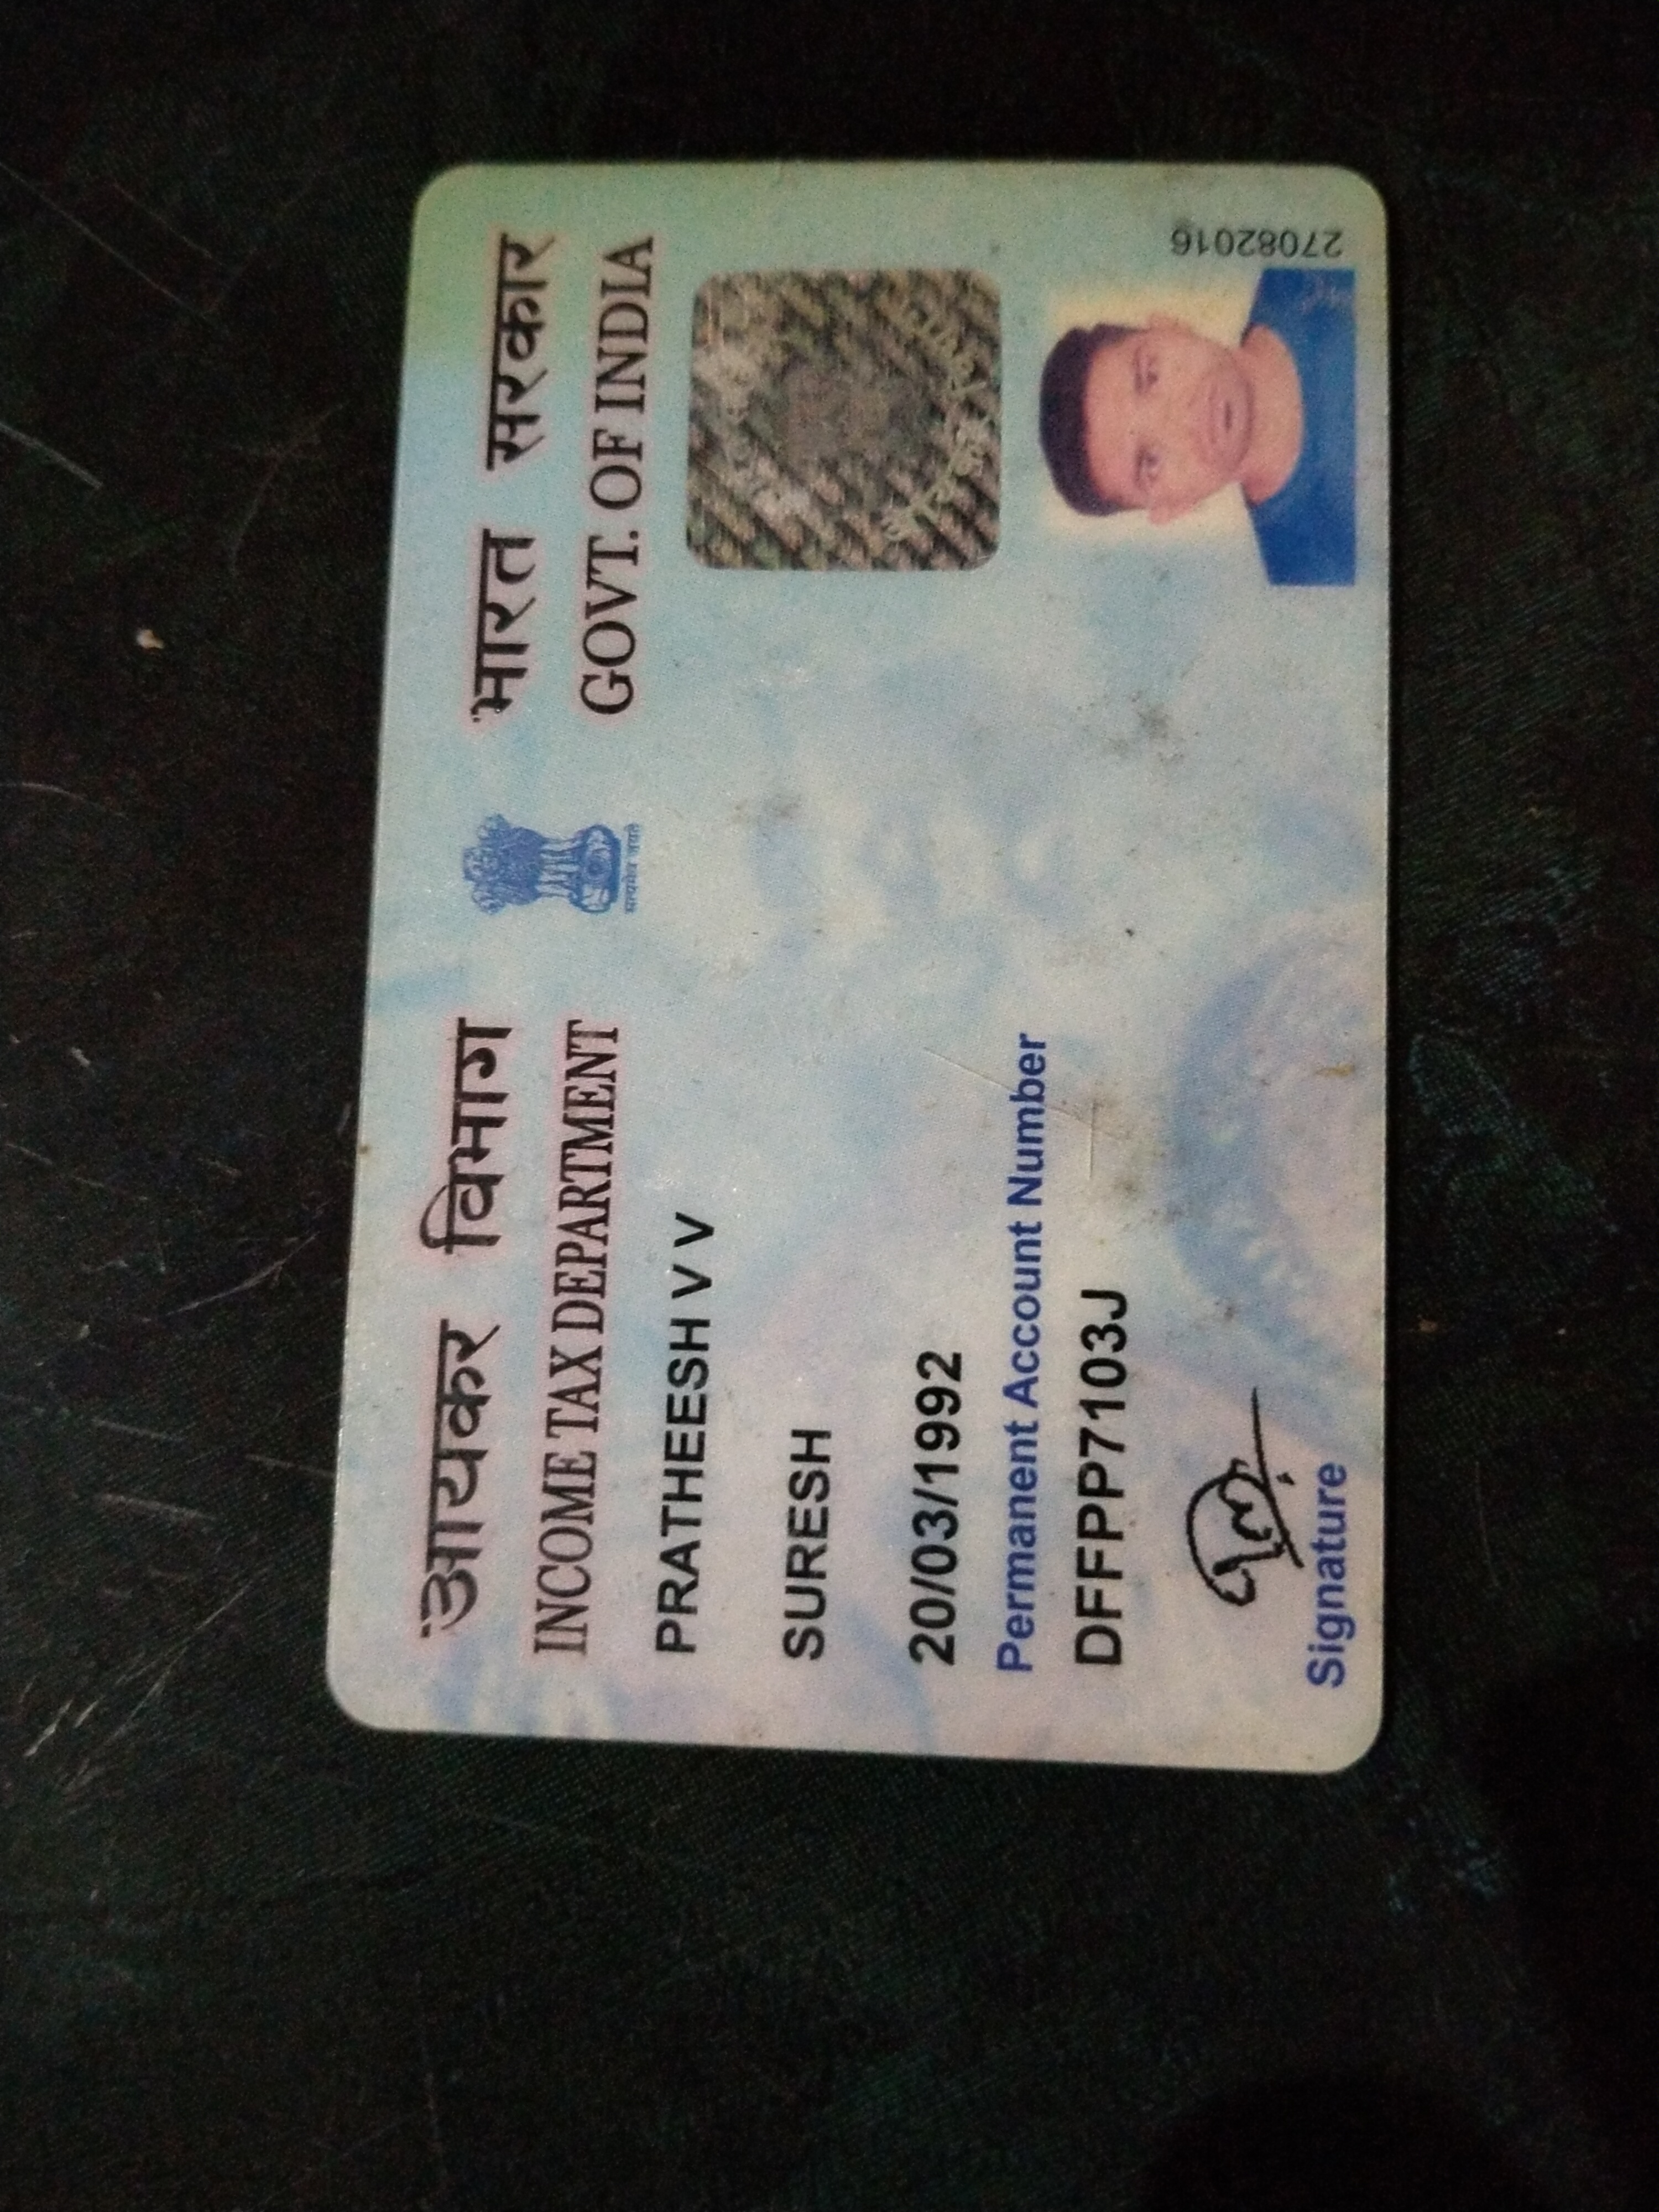 आयकर विभाग
INCOME TAX DEPARTMENT
सत्यमेव जयते
भारत सरकार
GOVT. OF INDIA
PRATHEESH V V
SURESH
20/03/1992
Permanent Account Number
DFFPP7103J
Signature
27082016